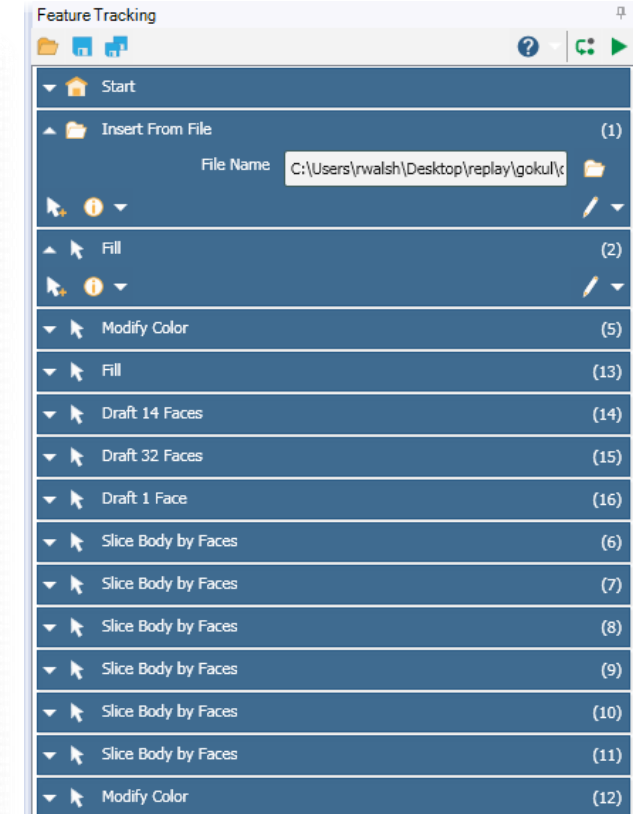 Feature Tracking
Start
Insert From File (1)
File Name C:\Users\rwalsh\Desktop\replay\gokul\c
Fill (2)
Modify Color (5)
Fill (13)
Draft 14 Faces (14)
Draft 32 Faces (15)
Draft 1 Face (16)
Slice Body by Faces (6)
Slice Body by Faces (7)
Slice Body by Faces (8)
Slice Body by Faces (9)
Slice Body by Faces (10)
Slice Body by Faces (11)
Modify Color (12)